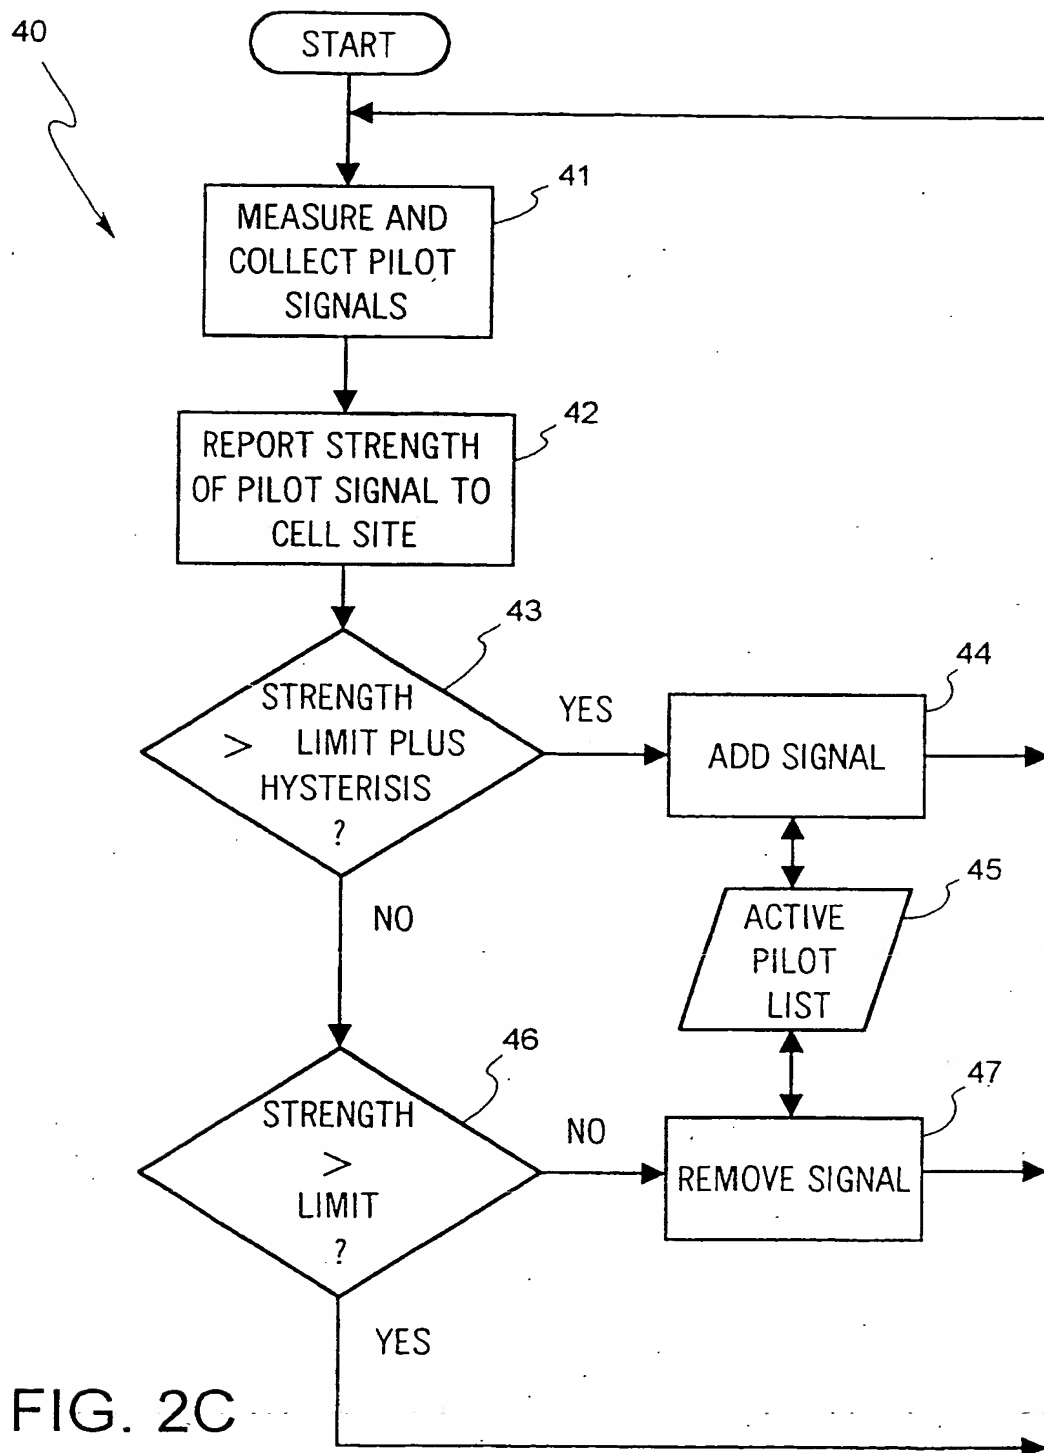 40
START
41
MEASURE AND
COLLECT PILOT
SIGNALS
42
REPORT STRENGTH
OF PILOT SIGNAL TO
CELL SITE
43
STRENGTH
> LIMIT PLUS
HYSTERISIS
?
YES
44
ADD SIGNAL
NO
45
ACTIVE
PILOT
LIST
46
STRENGTH
>
LIMIT
?
NO
47
REMOVE SIGNAL
YES
FIG. 2C